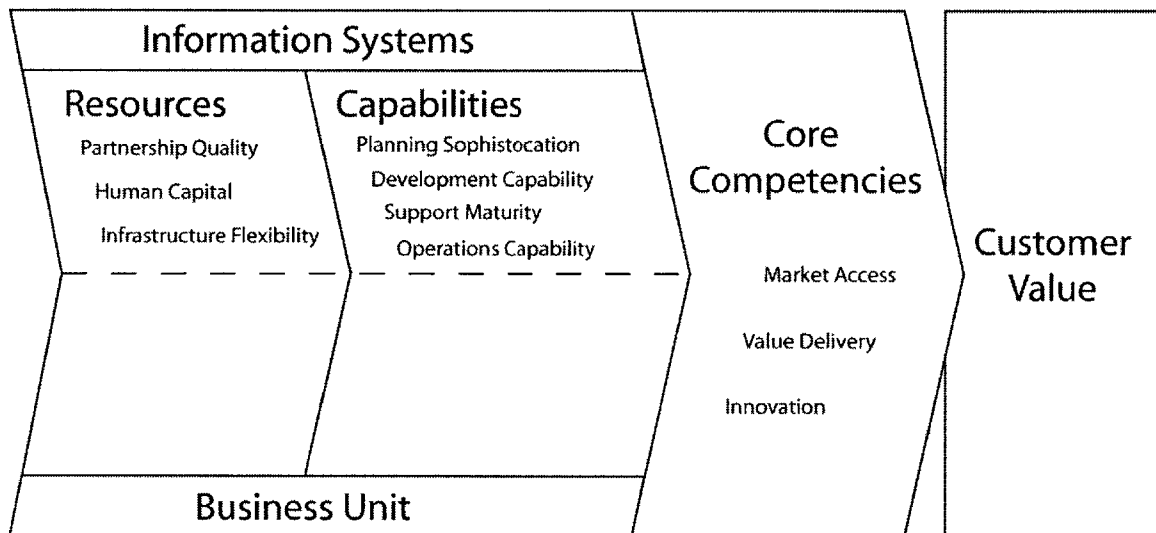 Information Systems
Resources
Partnership Quality
Human Capital
Infrastructure Flexibility
Capabilities
Planning Sophistocation
Development Capability
Support Maturity
Operations Capability
Business Unit
Core
Competencies
Market Access
Value Delivery
Innovation
Customer
Value